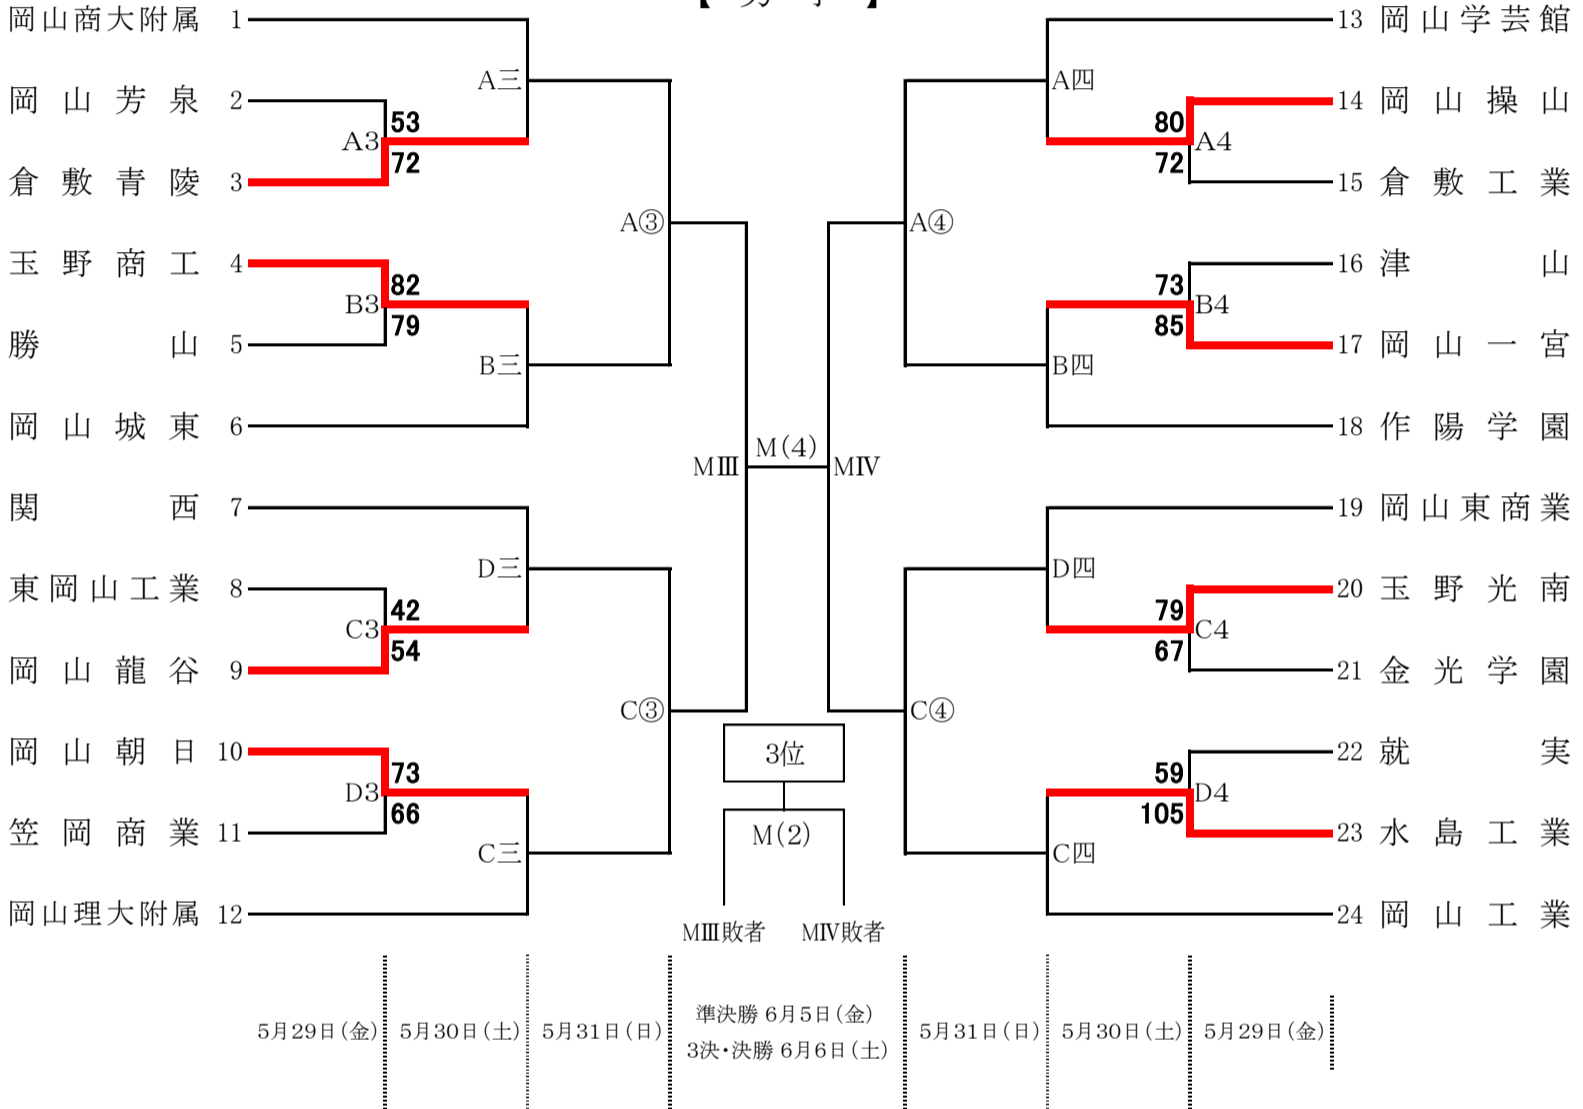 【 男子 】
岡山商大附属 1
A三
岡山芳泉 2
53
A3
72
倉敷青陵 3
A③
玉野商工 4
82
B3
79
勝山 5
B三
岡山城東 6
MⅢ
M(4)
MⅣ
関西 7
D三
東岡山工業 8
42
C3
54
岡山龍谷 9
C③
岡山朝日 10
73
D3
66
笠岡商業 11
C三
岡山理大附属 12
3位
M(2)
MⅢ敗者 MⅣ敗者
13 岡山学芸館
A四
14 岡山操山
80
A4
72
15 倉敷工業
A④
16 津山
73
B4
85
17 岡山一宮
B四
18 作陽学園
19 岡山東商業
D四
20 玉野光南
79
C4
67
21 金光学園
C④
22 就実
59
D4
105
23 水島工業
C四
24 岡山工業
5月29日(金) 5月30日(土) 5月31日(日)
準決勝 6月5日(金)
3決・決勝 6月6日(土)
5月31日(日) 5月30日(土) 5月29日(金)